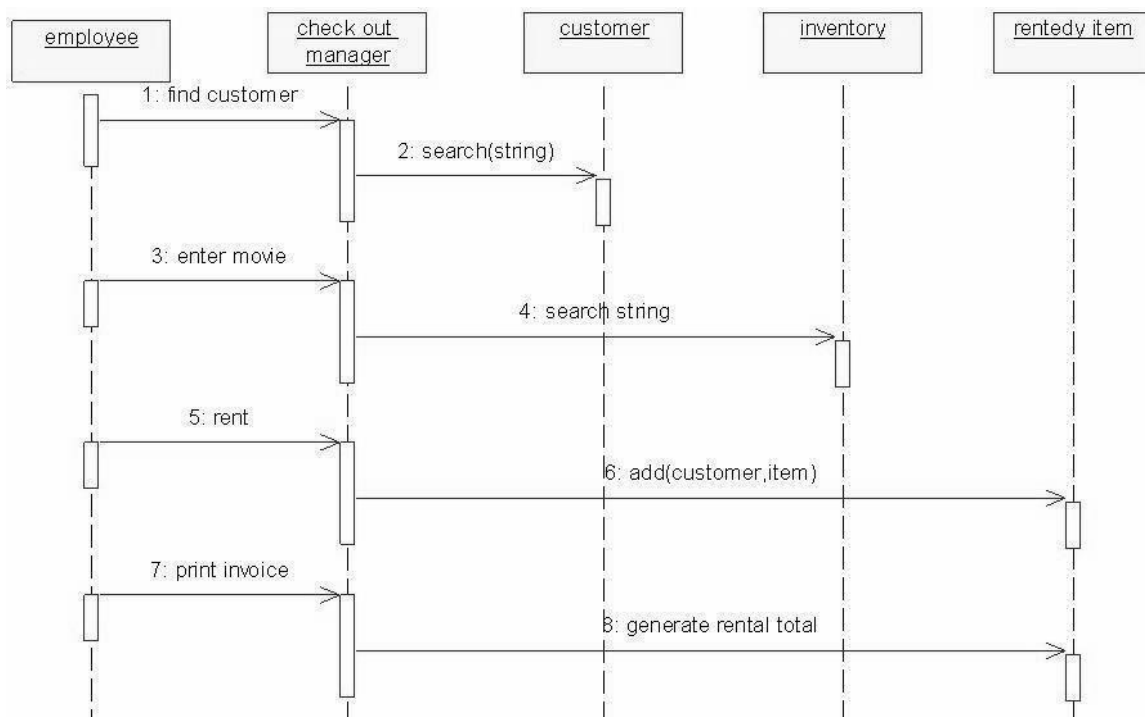 employee
check out
manager
customer
inventory
rentedy item
1: find customer
2: search(string)
3: enter movie
4: search string
5: rent
6: add(customer,item)
7: print invoice
8: generate rental total